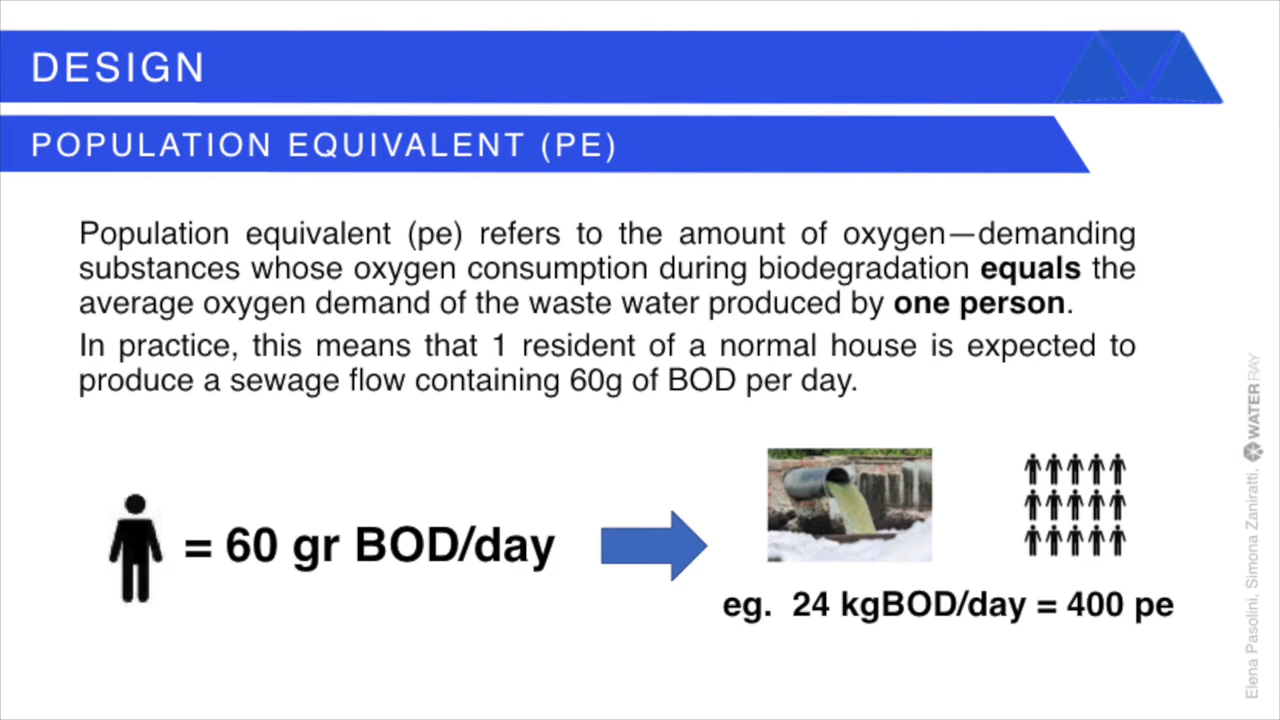 DESIGN
POPULATION EQUIVALENT (PE)
Population equivalent (pe) refers to the amount of oxygen—demanding
substances whose oxygen consumption during biodegradation equals the
average oxygen demand of the waste water produced by one person.
In practice, this means that 1 resident of a normal house is expected to
produce a sewage flow containing 60g of BOD per day.
= 60 gr BOD/day
eg. 24 kgBOD/day = 400 pe
Elena Pasolini, Simona Zaniratti, WATER RAY